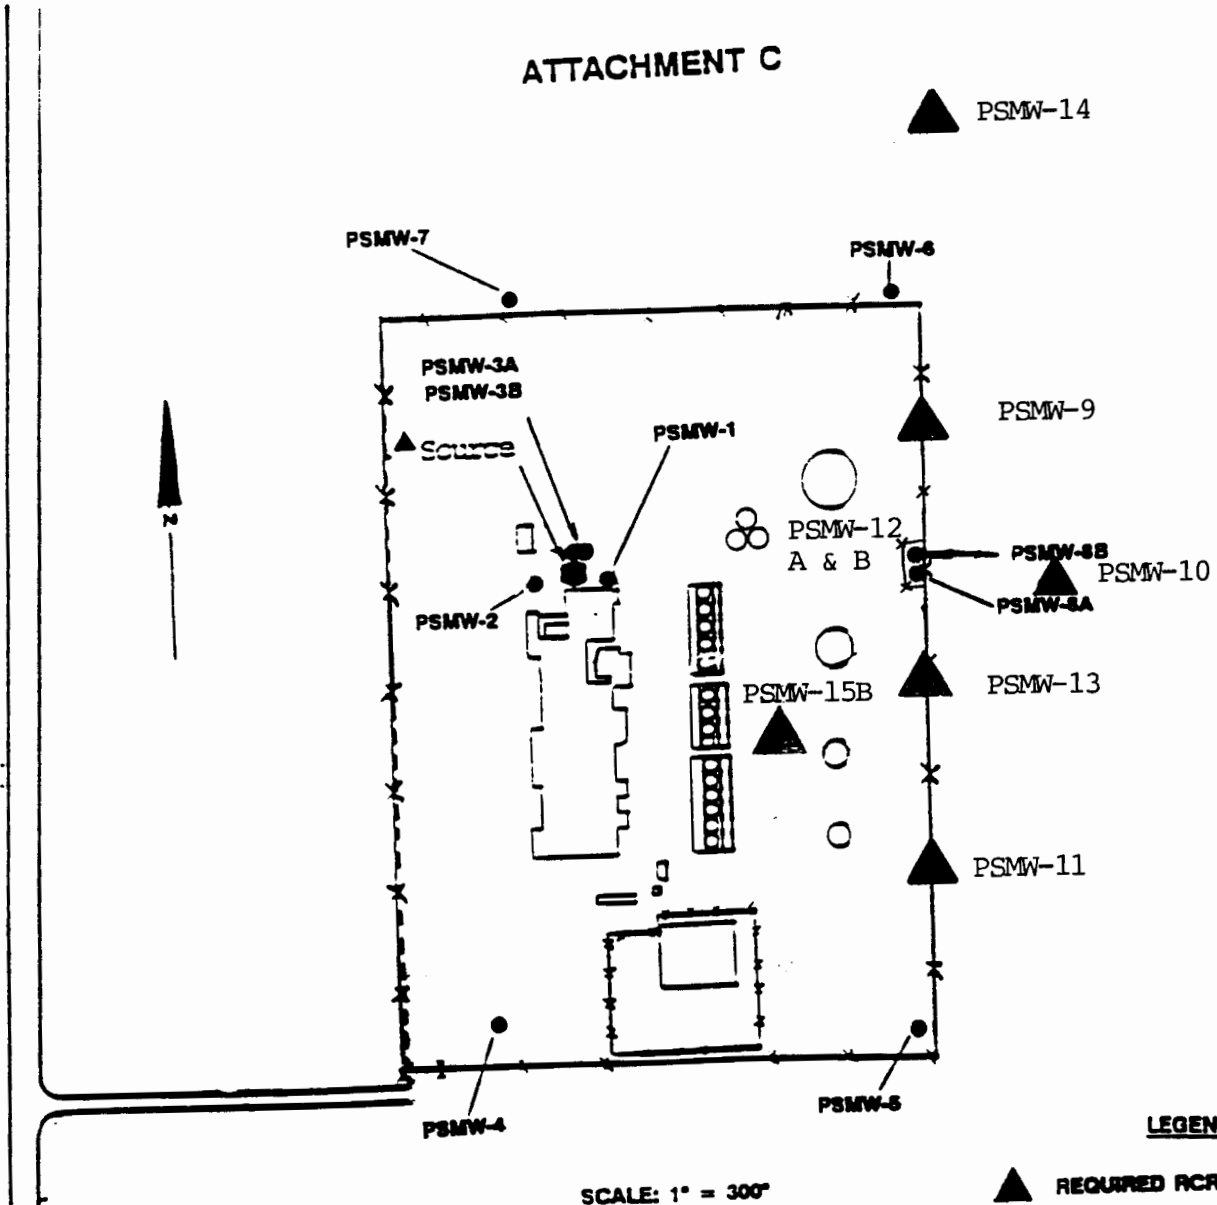 ATTACHMENT C
PSMW-14
PSMW-7
PSMW-6
PSMW-3A
PSMW-3B
PSMW-9
PSMW-1
Source
N
PSMW-12
A & B
PSMW-8B
PSMW-10
PSMW-8A
PSMW-2
PSMW-13
PSMW-15B
PSMW-11
PSMW-5
PSMW-4
LEGEN
SCALE: 1" = 300"
REQUIRED RCR